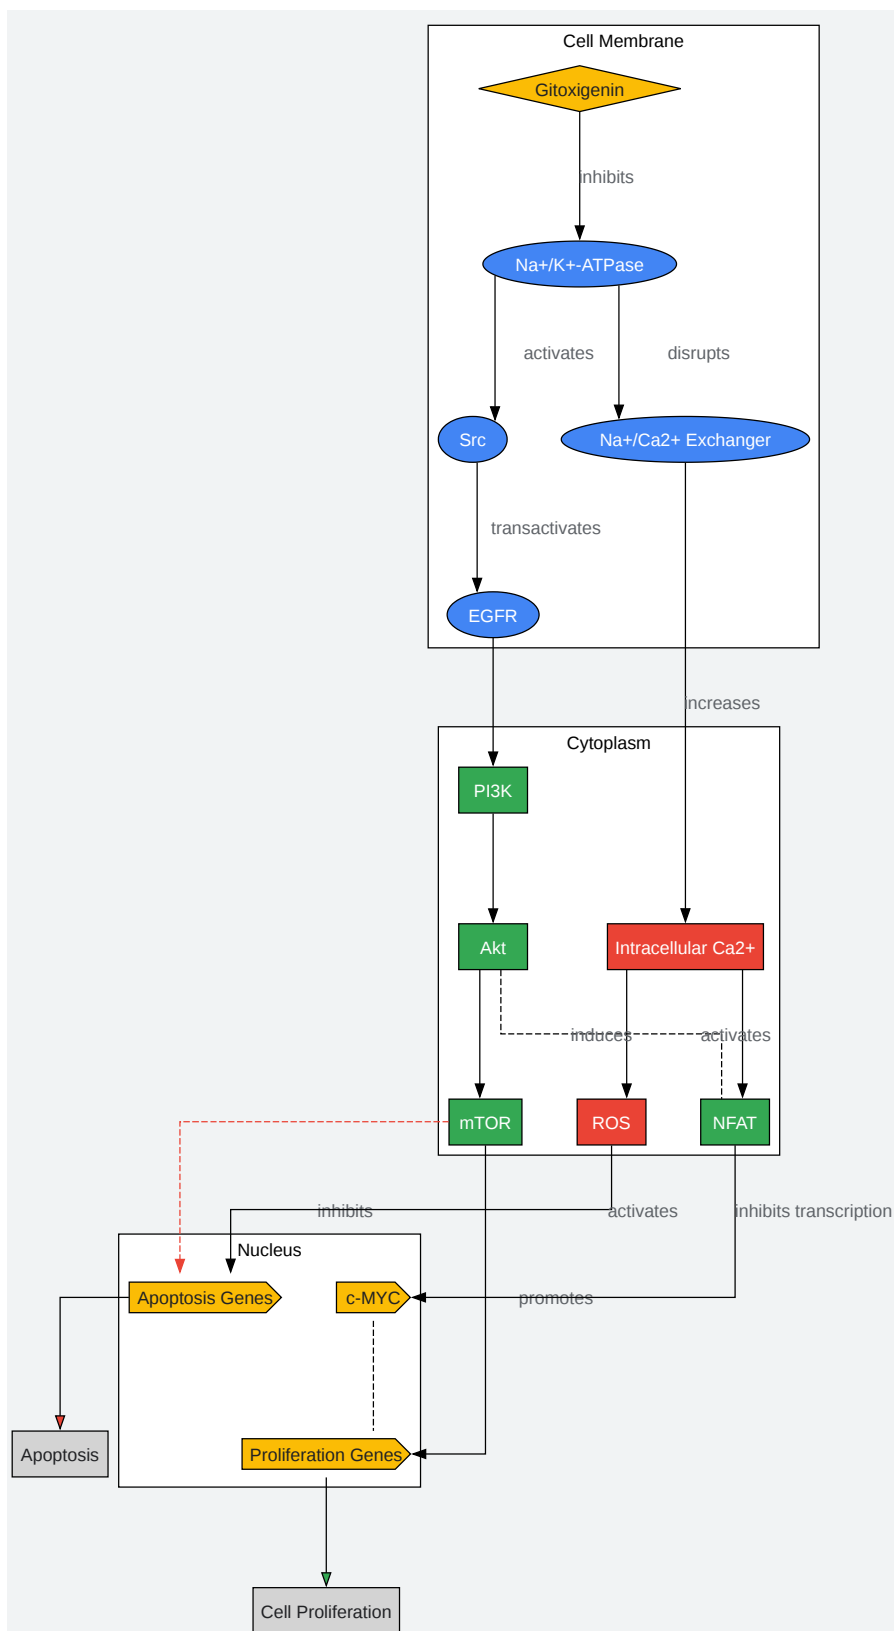 Cell Membrane
Gitoxigenin
inhibits
Na+/K+-ATPase
activates
disrupts
Src
Na+/Ca2+ Exchanger
transactivates
EGFR
increases
Cytoplasm
PI3K
Akt
Intracellular Ca2+
induces
activates
mTOR
ROS
NFAT
inhibits
activates
inhibits transcription
Nucleus
Apoptosis Genes
c-MYC
promotes
Apoptosis
Proliferation Genes
Cell Proliferation